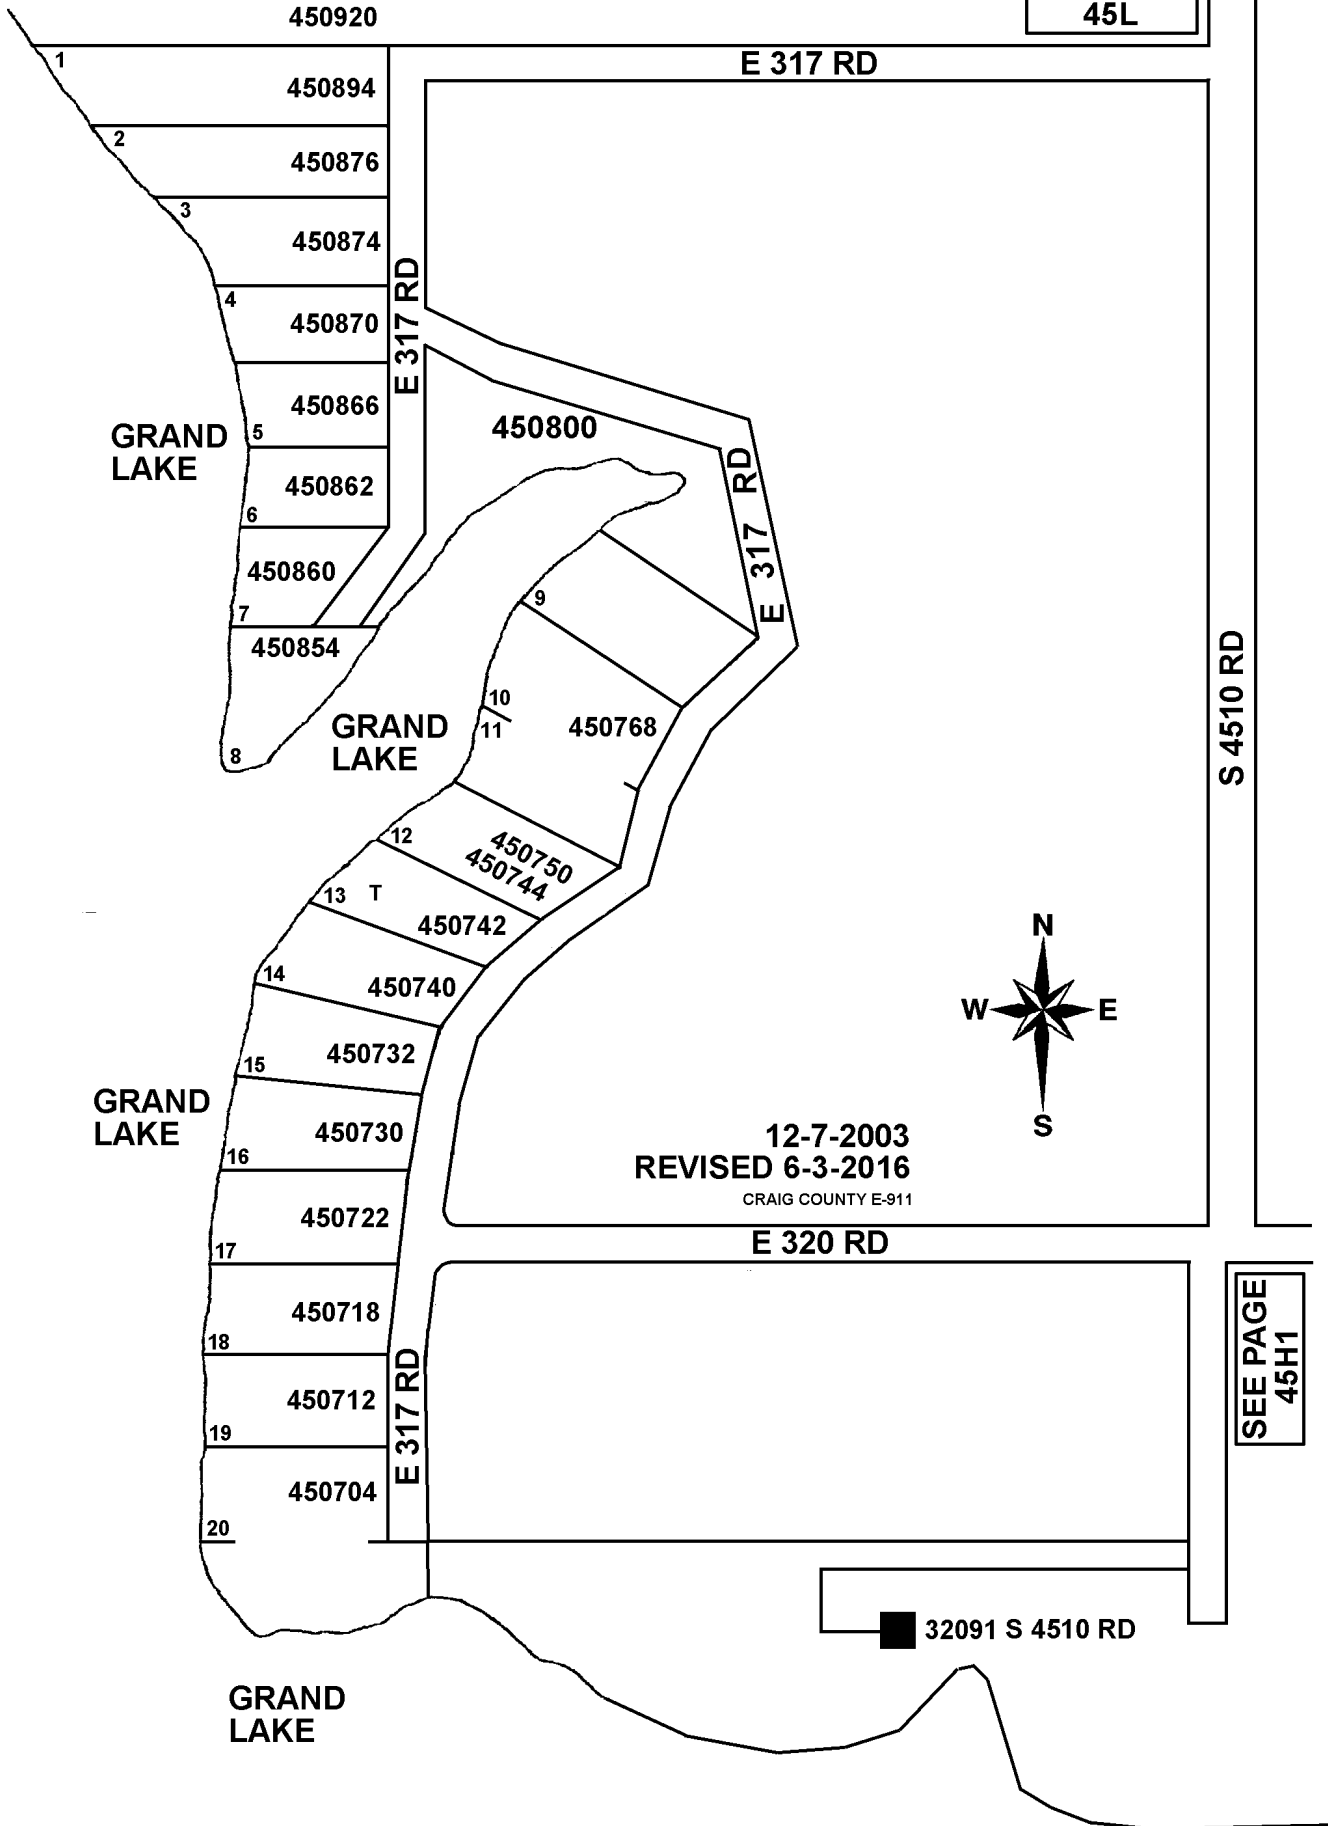 450920
45L
1
E 317 RD
450894
2
450876
3
450874
E 317 RD
4
450870
450866
5
GRAND
LAKE
450800
450862
6
E 317 RD
450860
9
7
450854
10
11
GRAND
LAKE
450768
S 4510 RD
8
12
450750
450744
13
T
450742
14
450740
N
W
E
S
450732
15
GRAND
LAKE
450730
16
12-7-2003
REVISED 6-3-2016
CRAIG COUNTY E-911
450722
17
E 320 RD
450718
18
SEE PAGE
45H1
450712
E 317 RD
19
450704
20
32091 S 4510 RD
GRAND
LAKE